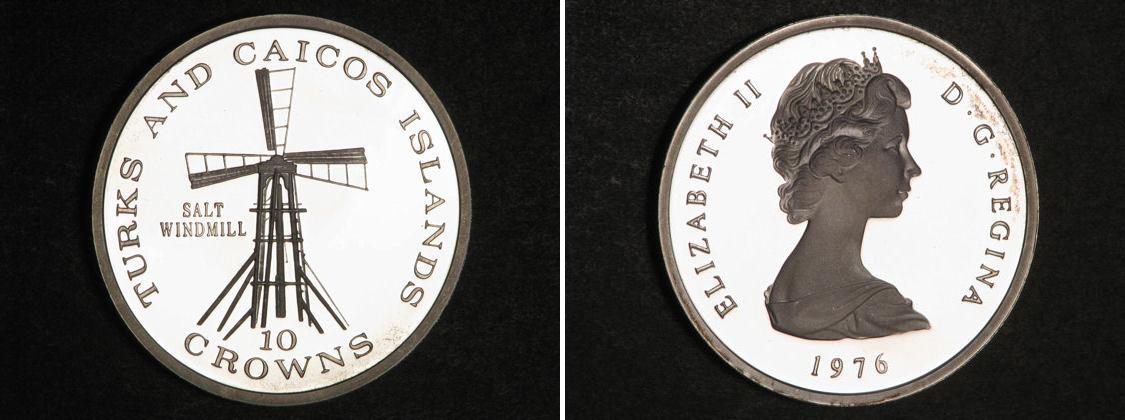 TURKS AND CAICOS ISLANDS
SALT
WINDMILL
10
CROWNS
ELIZABETH II
D·G·REGINA
1976